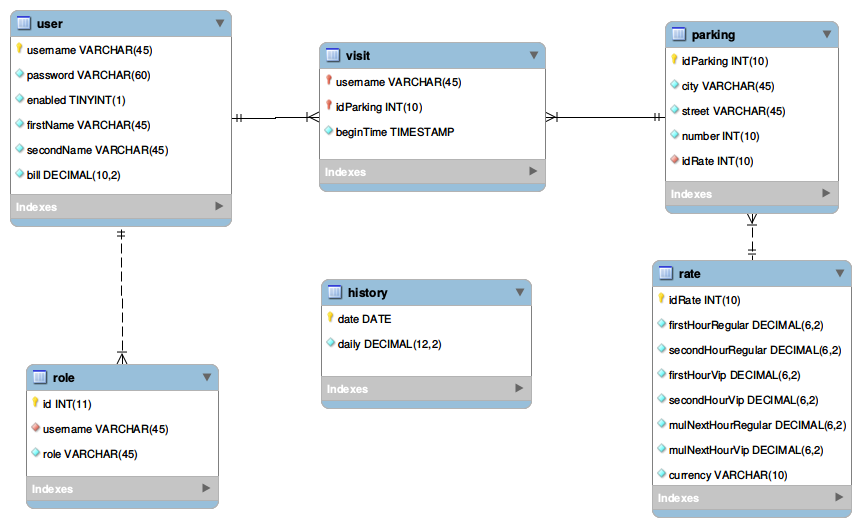 user
username VARCHAR(45)
password VARCHAR(60)
enabled TINYINT(1)
firstName VARCHAR(45)
secondName VARCHAR(45)
bill DECIMAL(10,2)
Indexes
visit
username VARCHAR(45)
idParking INT(10)
beginTime TIMESTAMP
Indexes
parking
idParking INT(10)
city VARCHAR(45)
street VARCHAR(45)
number INT(10)
idRate INT(10)
Indexes
role
id INT(11)
username VARCHAR(45)
role VARCHAR(45)
Indexes
history
date DATE
daily DECIMAL(12,2)
Indexes
rate
idRate INT(10)
firstHourRegular DECIMAL(6,2)
secondHourRegular DECIMAL(6,2)
firstHourVip DECIMAL(6,2)
secondHourVip DECIMAL(6,2)
mulNextHourRegular DECIMAL(6,2)
mulNextHourVip DECIMAL(6,2)
currency VARCHAR(10)
Indexes